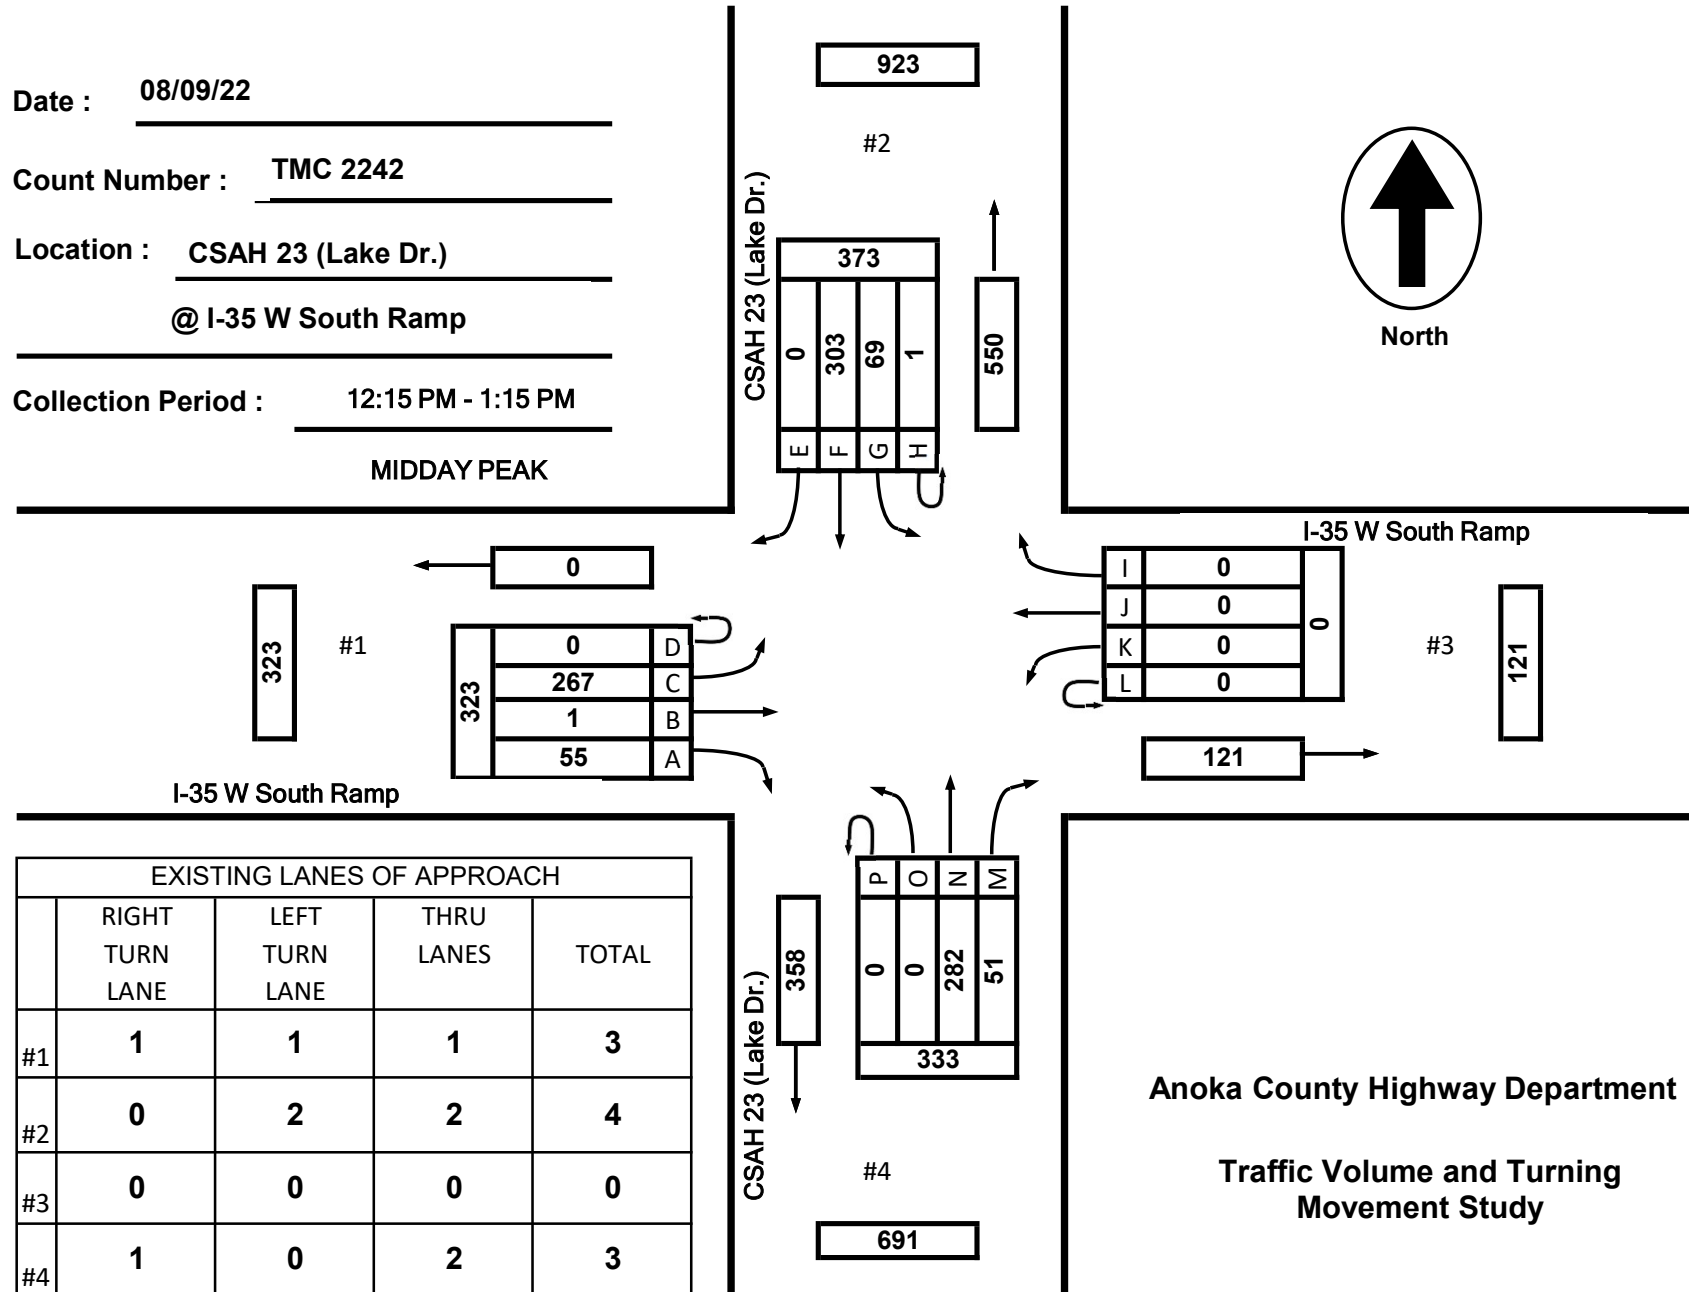 Date : 08/09/22
Count Number : TMC 2242
Location : CSAH 23 (Lake Dr.)
@ I-35 W South Ramp
Collection Period : 12:15 PM - 1:15 PM
MIDDAY PEAK
923
#2
CSAH 23 (Lake Dr.)
373
0 303 69 1
E F G H
550
North
I-35 W South Ramp
0
323
#1
323
0 D
267 C
1 B
55 A
I-35 W South Ramp
I 0
J 0
K 0
L 0
0
#3
121
121
P O N M
0 0 282 51
333
358
CSAH 23 (Lake Dr.)
#4
691
EXISTING LANES OF APPROACH
RIGHT TURN LANE
LEFT TURN LANE
THRU LANES
TOTAL
#1 1 1 1 3
#2 0 2 2 4
#3 0 0 0 0
#4 1 0 2 3
Anoka County Highway Department
Traffic Volume and Turning
Movement Study